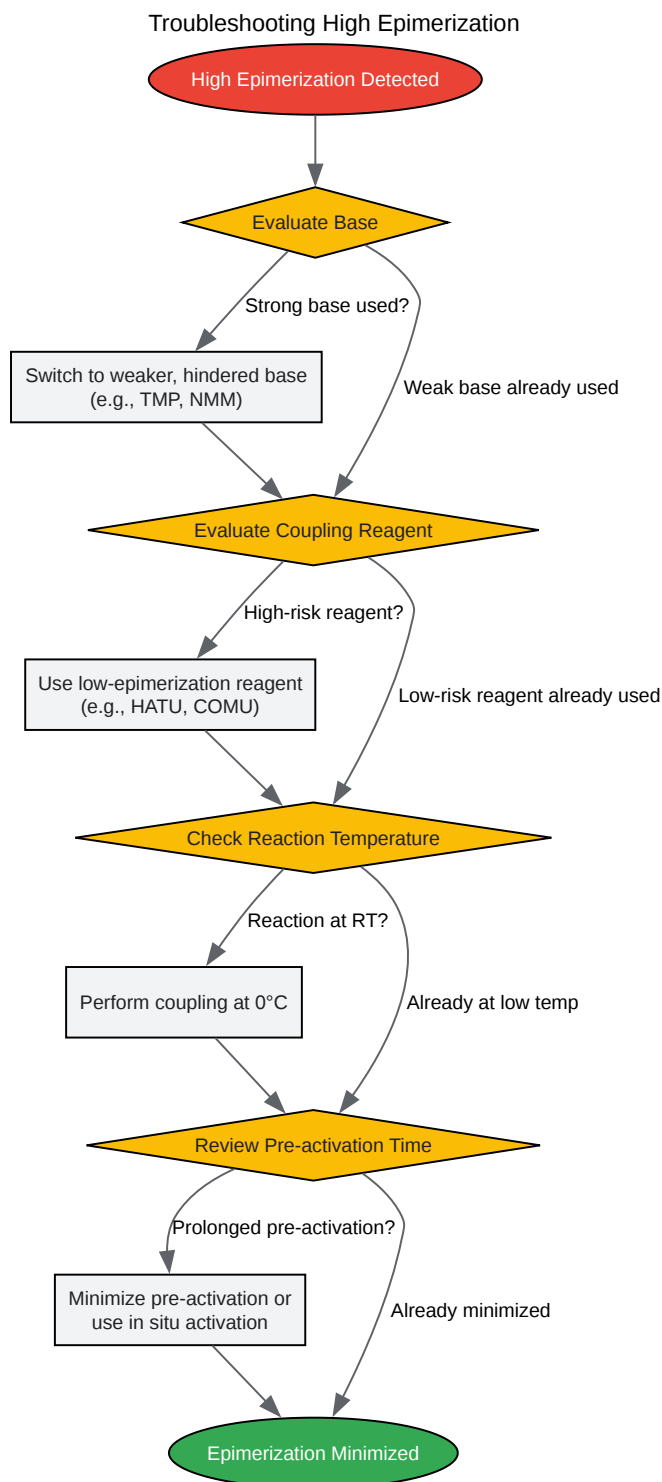 Troubleshooting High Epimerization
High Epimerization Detected
Evaluate Base
Strong base used?
Switch to weaker, hindered base
(e.g., TMP, NMM)
Weak base already used
Evaluate Coupling Reagent
High-risk reagent?
Use low-epimerization reagent
(e.g., HATU, COMU)
Low-risk reagent already used
Check Reaction Temperature
Reaction at RT?
Perform coupling at 0°C
Already at low temp
Review Pre-activation Time
Prolonged pre-activation?
Minimize pre-activation or
use in situ activation
Already minimized
Epimerization Minimized